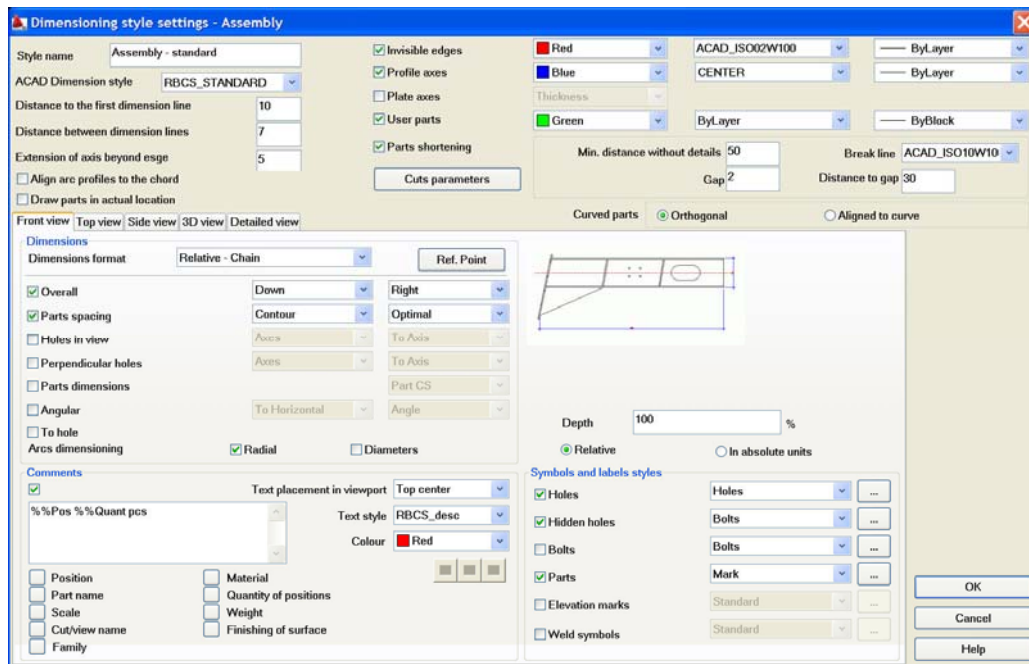 Dimensioning style settings - Assembly
Style name Assembly - standard
ACAD Dimension style RBCS_STANDARD
Distance to the first dimension line 10
Distance between dimension lines 7
Extension of axis beyond esge 5
Align arc profiles to the chord
Draw parts in actual location
Invisible edges Red ACAD_ISO02W100 ByLayer
Profile axes Blue CENTER ByLayer
Plate axes Thickness
User parts Green ByLayer ByBlock
Parts shortening Min. distance without details 50 Break line ACAD_ISO10W10
Cuts parameters Gap 2 Distance to gap 30
Curved parts Orthogonal Aligned to curve
Front view Top view Side view 3D view Detailed view
Dimensions
Dimensions format Relative - Chain Ref. Point
Overall Down Right
Parts spacing Contour Optimal
Holes in view Axes To Axis
Perpendicular holes Axes To Axis
Parts dimensions Part CS
Angular To Horizontal Angle
To hole
Arcs dimensioning Radial Diameters
Depth 100 %
Relative In absolute units
Comments
Text placement in viewport Top center
%%Pos %%Quant pcs
Text style RBCS_desc
Colour Red
Position Material
Part name Quantity of positions
Scale Weight
Cut/view name Finishing of surface
Family
Symbols and labels styles
Holes Holes ...
Hidden holes Bolts ...
Bolts Bolts ...
Parts Mark ...
Elevation marks Standard ...
Weld symbols Standard ...
OK
Cancel
Help